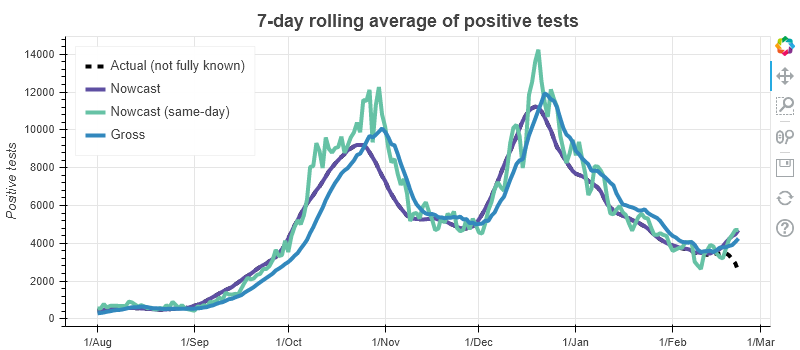 7-day rolling average of positive tests
Actual (not fully known)
Nowcast
Nowcast (same-day)
Gross
Positive tests
14000
12000
10000
8000
6000
4000
2000
0
1/Aug 1/Sep 1/Oct 1/Nov 1/Dec 1/Jan 1/Feb 1/Mar